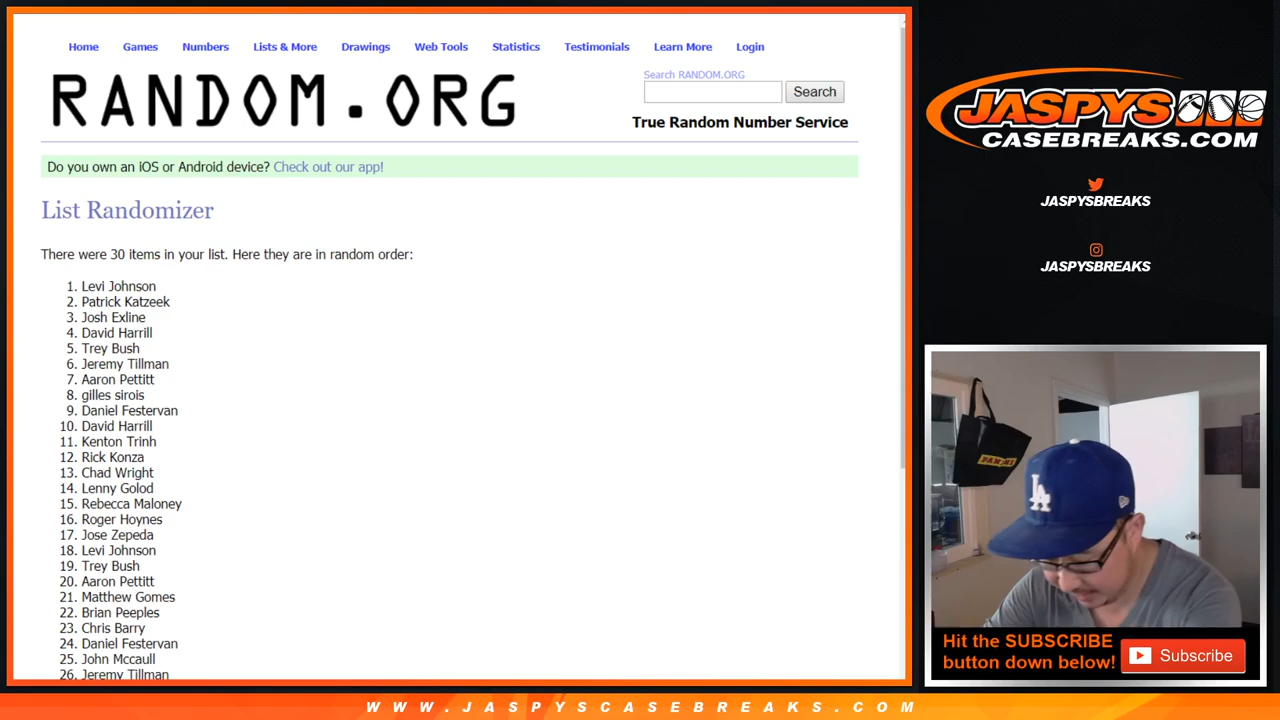 Home Games Numbers Lists & More Drawings Web Tools Statistics Testimonials Learn More Login
RANDOM.ORG
Search RANDOM.ORG
Search
True Random Number Service
Do you own an iOS or Android device? Check out our app!
List Randomizer
There were 30 items in your list. Here they are in random order:
1. Levi Johnson
2. Patrick Katzeek
3. Josh Exline
4. David Harrill
5. Trey Bush
6. Jeremy Tillman
7. Aaron Pettitt
8. gilles sirois
9. Daniel Festervan
10. David Harrill
11. Kenton Trinh
12. Rick Konza
13. Chad Wright
14. Lenny Golod
15. Rebecca Maloney
16. Roger Hoynes
17. Jose Zepeda
18. Levi Johnson
19. Trey Bush
20. Aaron Pettitt
21. Matthew Gomes
22. Brian Peeples
23. Chris Barry
24. Daniel Festervan
25. John Mccaull
26. Jeremy Tillman
JASPYS
CASEBREAKS.COM
JASPYSBREAKS
JASPYSBREAKS
PANINI
LA
Hit the SUBSCRIBE
button down below!
Subscribe
WWW.JASPYSCASEBREAKS.COM